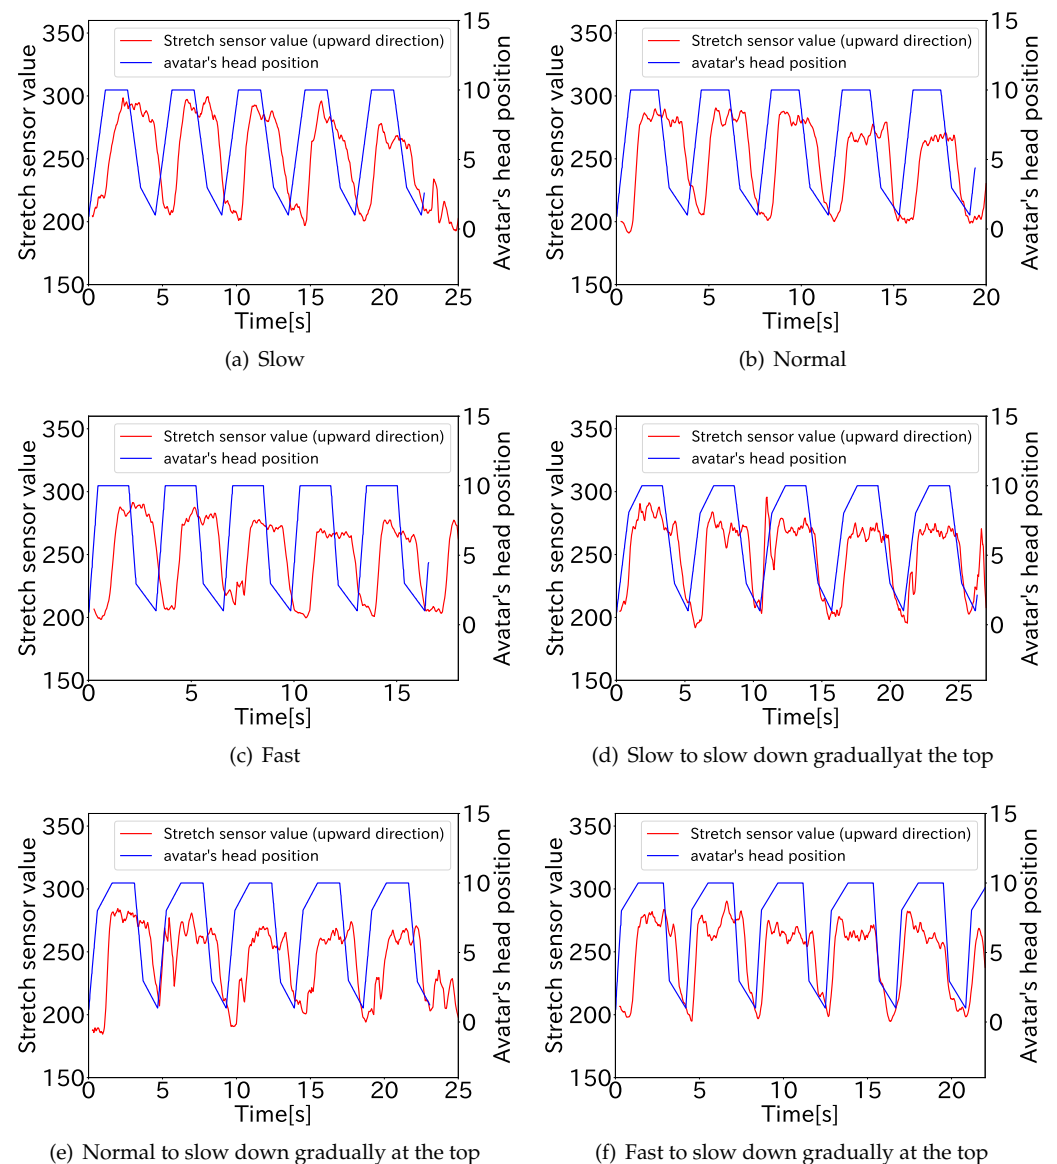 350
300
250
200
150
Stretch sensor value
15
10
5
0
Avatar's head position
Stretch sensor value (upward direction)
avatar's head position
0 5 10 15 20 25
Time[s]
(a) Slow
350
300
250
200
150
Stretch sensor value
15
10
5
0
Avatar's head position
Stretch sensor value (upward direction)
avatar's head position
0 5 10 15 20
Time[s]
(b) Normal
350
300
250
200
150
Stretch sensor value
15
10
5
0
Avatar's head position
Stretch sensor value (upward direction)
avatar's head position
0 5 10 15
Time[s]
(c) Fast
350
300
250
200
150
Stretch sensor value
15
10
5
0
Avatar's head position
Stretch sensor value (upward direction)
avatar's head position
0 5 10 15 20 25
Time[s]
(d) Slow to slow down graduallyat the top
350
300
250
200
150
Stretch sensor value
15
10
5
0
Avatar's head position
Stretch sensor value (upward direction)
avatar's head position
0 5 10 15 20 25
Time[s]
(e) Normal to slow down gradually at the top
350
300
250
200
150
Stretch sensor value
15
10
5
0
Avatar's head position
Stretch sensor value (upward direction)
avatar's head position
0 5 10 15 20
Time[s]
(f) Fast to slow down gradually at the top